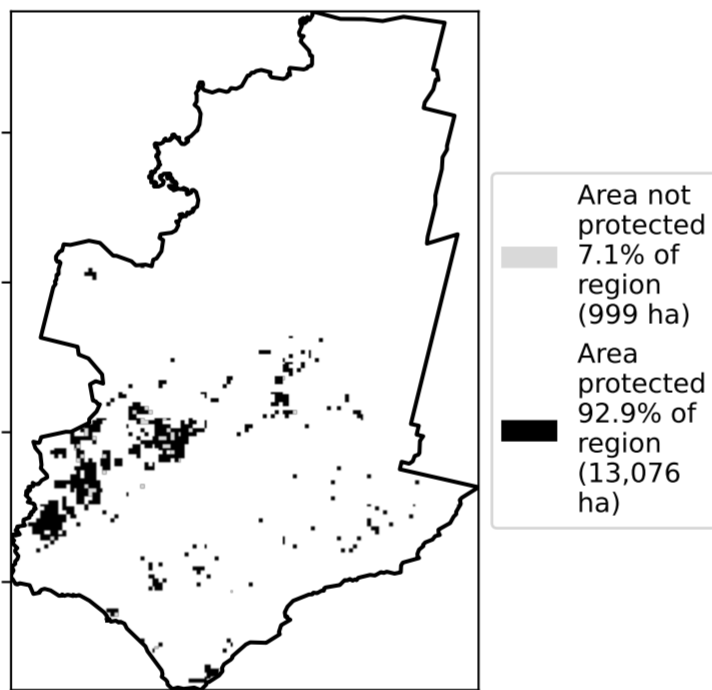 Area not
protected
7.1% of
region
(999 ha)
Area
protected
92.9% of
region
(13,076
ha)